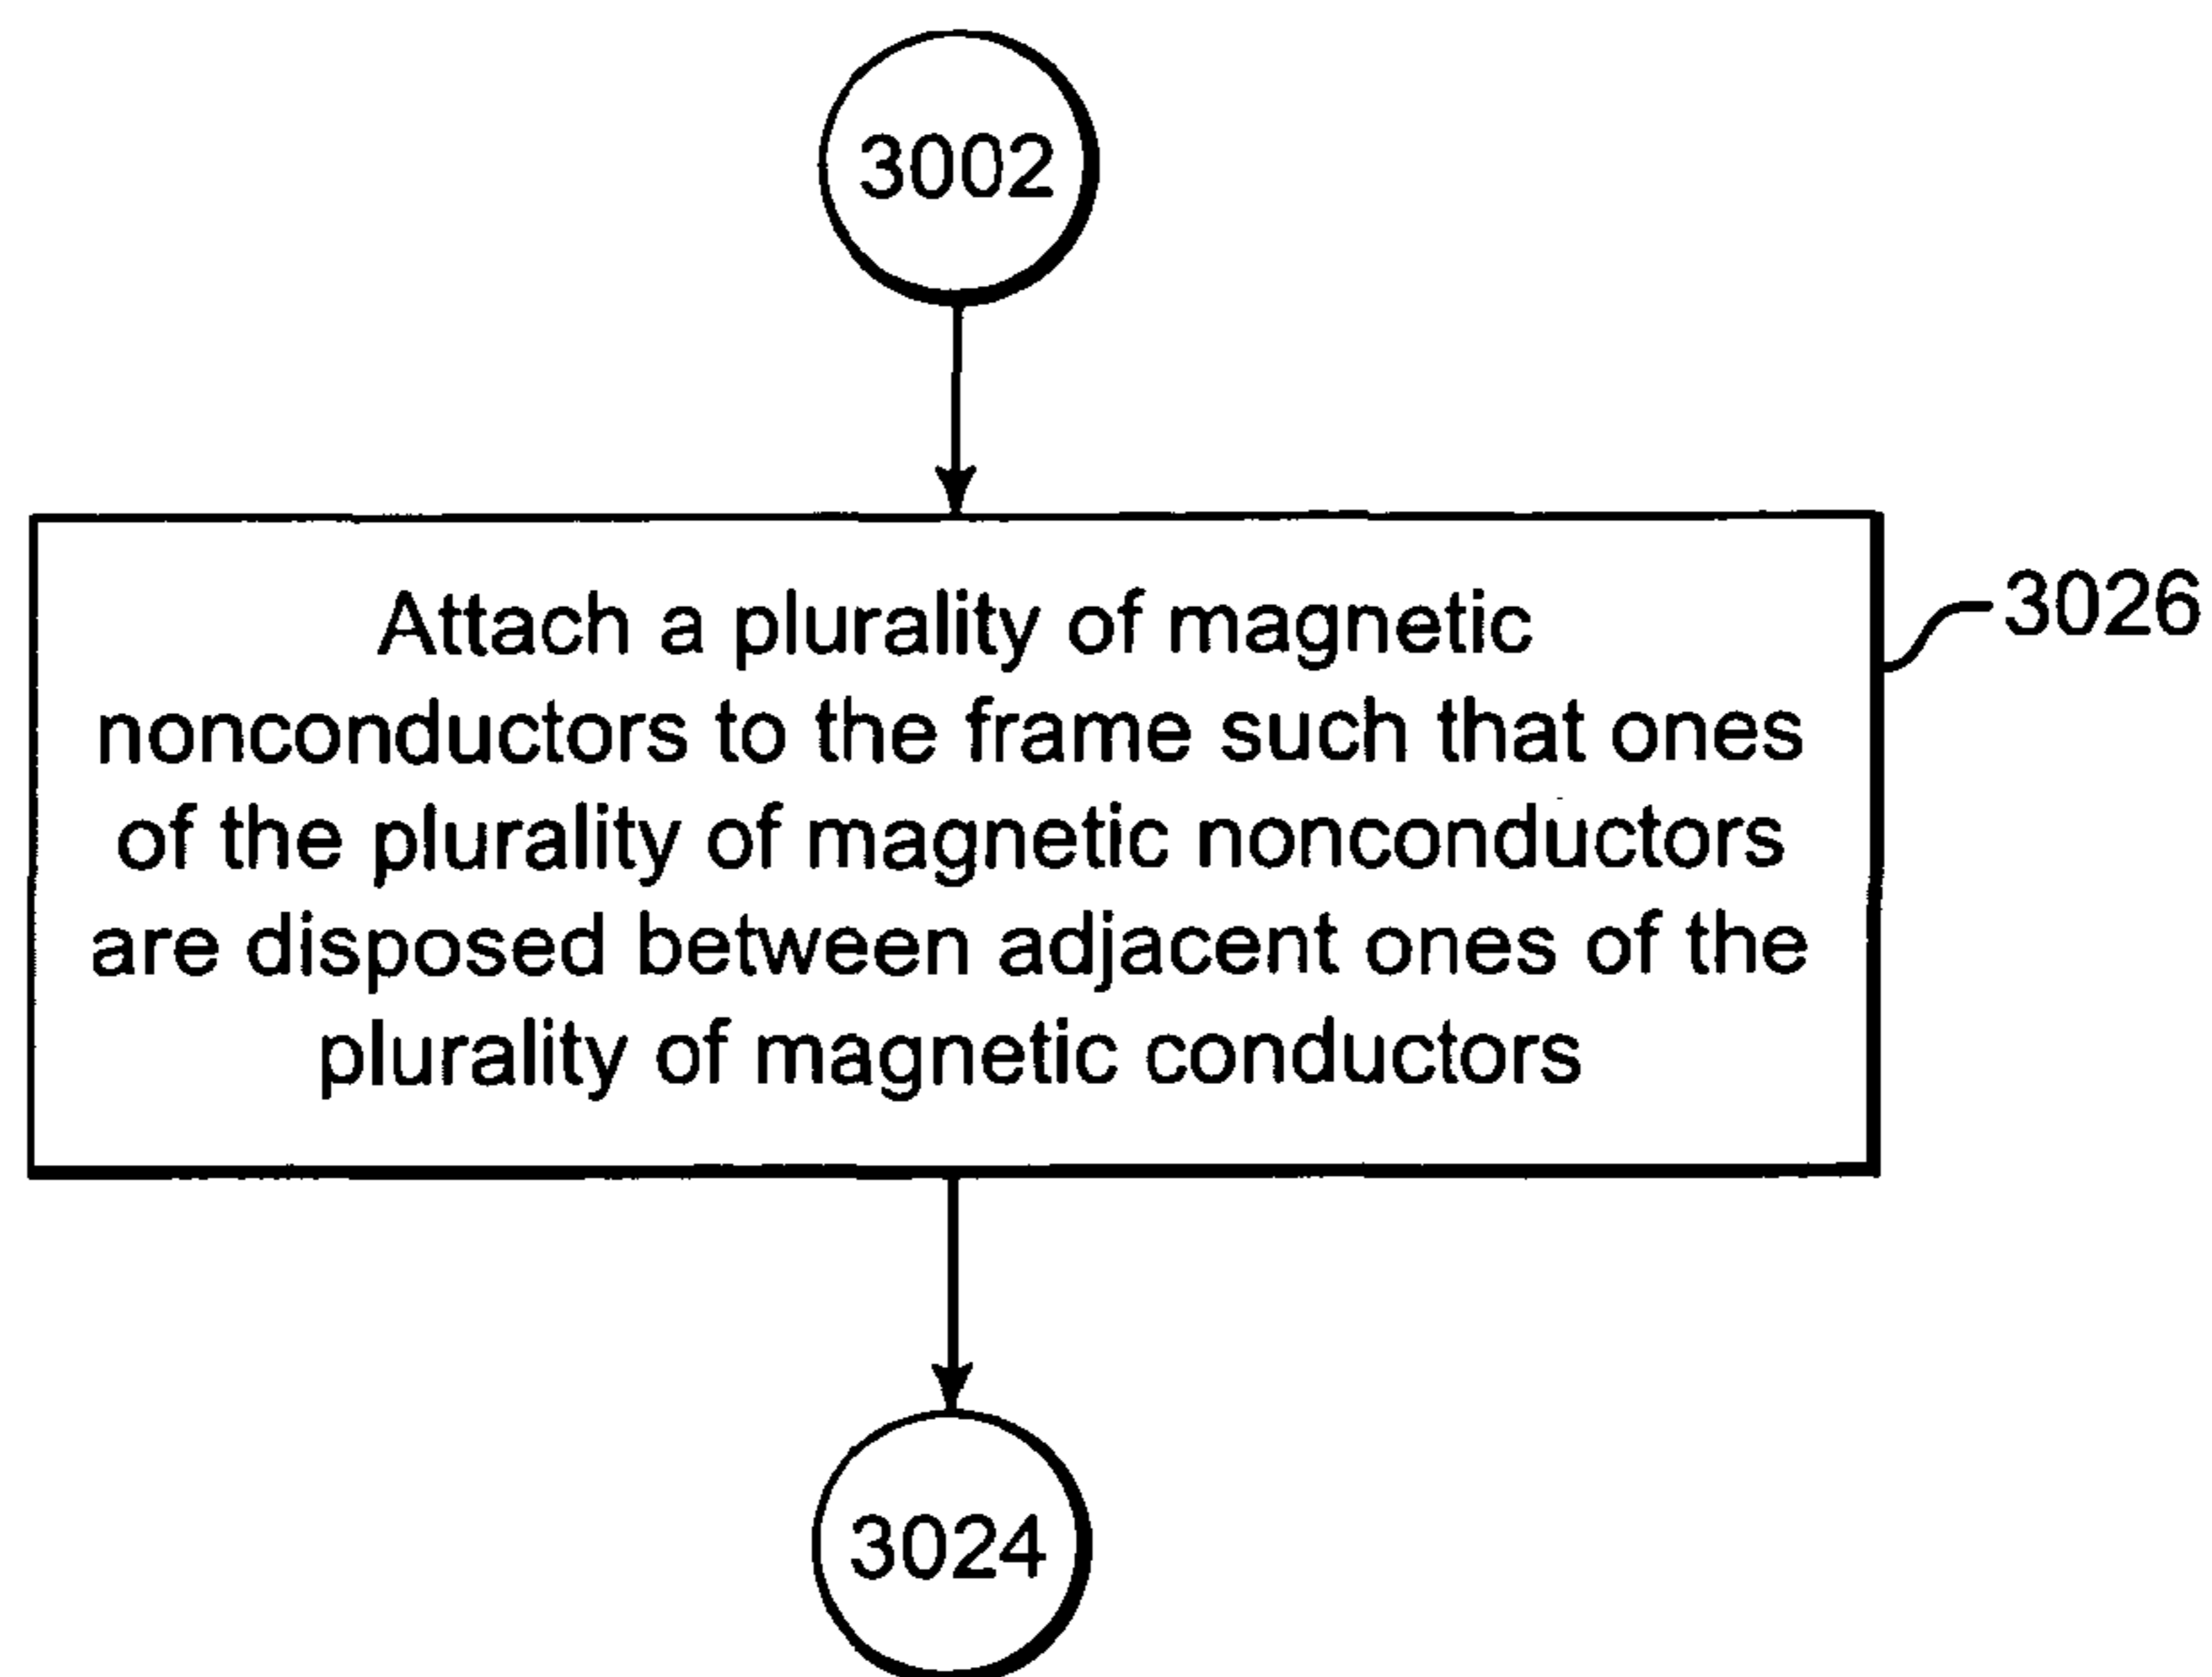 3002
Attach a plurality of magnetic
nonconductors to the frame such that ones
of the plurality of magnetic nonconductors
are disposed between adjacent ones of the
plurality of magnetic conductors
3026
3024